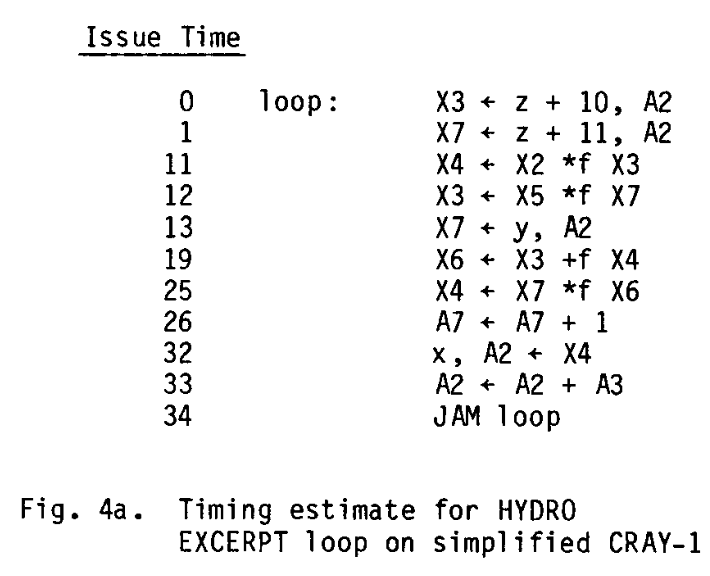 Issue Time
0 loop: X3 ← z + 10, A2
1 X7 ← z + 11, A2
11 X4 ← X2 *f X3
12 X3 ← X5 *f X7
13 X7 ← y, A2
19 X6 ← X3 +f X4
25 X4 ← X7 *f X6
26 A7 ← A7 + 1
32 x, A2 ← X4
33 A2 ← A2 + A3
34 JAM loop
Fig. 4a. Timing estimate for HYDRO
EXCERPT loop on simplified CRAY-1